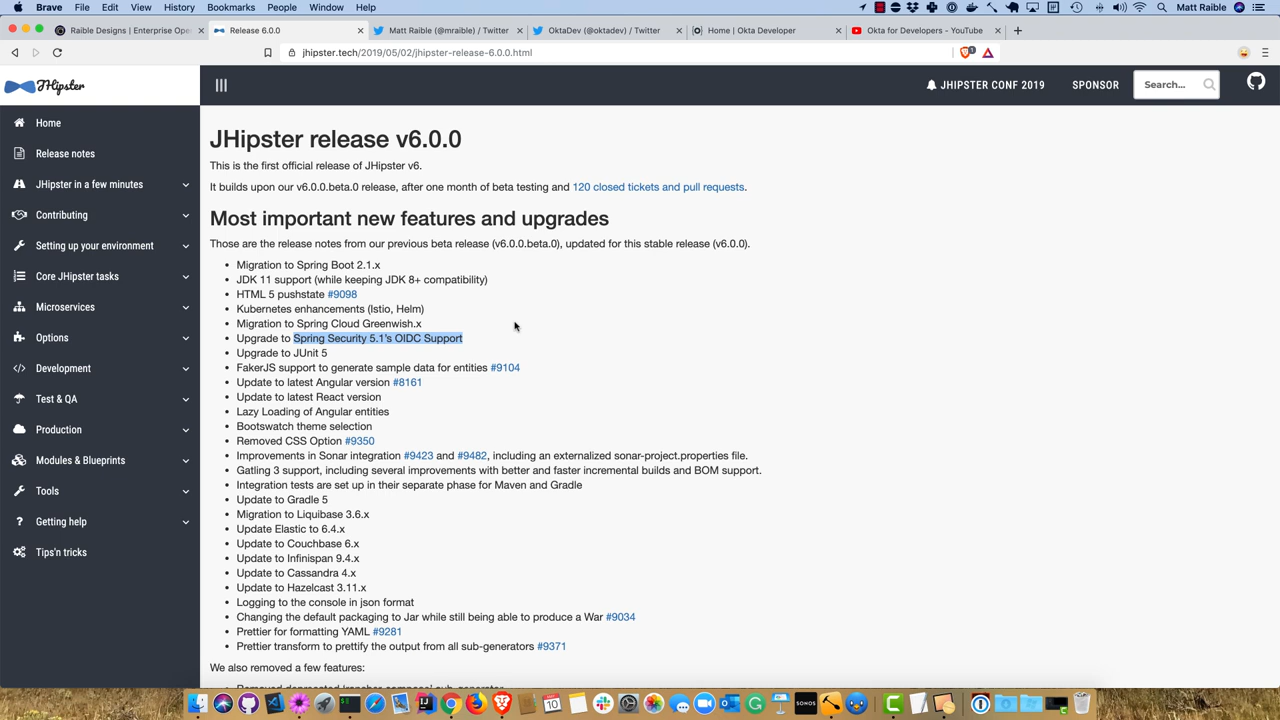 Brave File Edit View History Bookmarks People Window Help Matt Raible
Raible Designs | Enterprise Ope
Release 6.0.0
Matt Raible (@mraible) / Twitter
OktaDev (@oktadev) / Twitter
Home | Okta Developer
Okta for Developers - YouTube
jhipster.tech/2019/05/02/jhipster-release-6.0.0.html
JHipster
JHIPSTER CONF 2019 SPONSOR Search...
Home
Release notes
JHipster in a few minutes
Contributing
Setting up your environment
Core JHipster tasks
Microservices
Options
Development
Test & QA
Production
Modules & Blueprints
Tools
Getting help
Tips'n tricks
JHipster release v6.0.0
This is the first official release of JHipster v6.
It builds upon our v6.0.0.beta.0 release, after one month of beta testing and 120 closed tickets and pull requests.
Most important new features and upgrades
Those are the release notes from our previous beta release (v6.0.0.beta.0), updated for this stable release (v6.0.0).
• Migration to Spring Boot 2.1.x
• JDK 11 support (while keeping JDK 8+ compatibility)
• HTML 5 pushstate #9098
• Kubernetes enhancements (Istio, Helm)
• Migration to Spring Cloud Greenwish.x
• Upgrade to Spring Security 5.1's OIDC Support
• Upgrade to JUnit 5
• FakerJS support to generate sample data for entities #9104
• Update to latest Angular version #8161
• Update to latest React version
• Lazy Loading of Angular entities
• Bootswatch theme selection
• Removed CSS Option #9350
• Improvements in Sonar integration #9423 and #9482, including an externalized sonar-project.properties file.
• Gatling 3 support, including several improvements with better and faster incremental builds and BOM support.
• Integration tests are set up in their separate phase for Maven and Gradle
• Update to Gradle 5
• Migration to Liquibase 3.6.x
• Update Elastic to 6.4.x
• Update to Couchbase 6.x
• Update to Infinispan 9.4.x
• Update to Cassandra 4.x
• Update to Hazelcast 3.11.x
• Logging to the console in json format
• Changing the default packaging to Jar while still being able to produce a War #9034
• Prettier for formatting YAML #9281
• Prettier transform to prettify the output from all sub-generators #9371
We also removed a few features:
SONOS
10